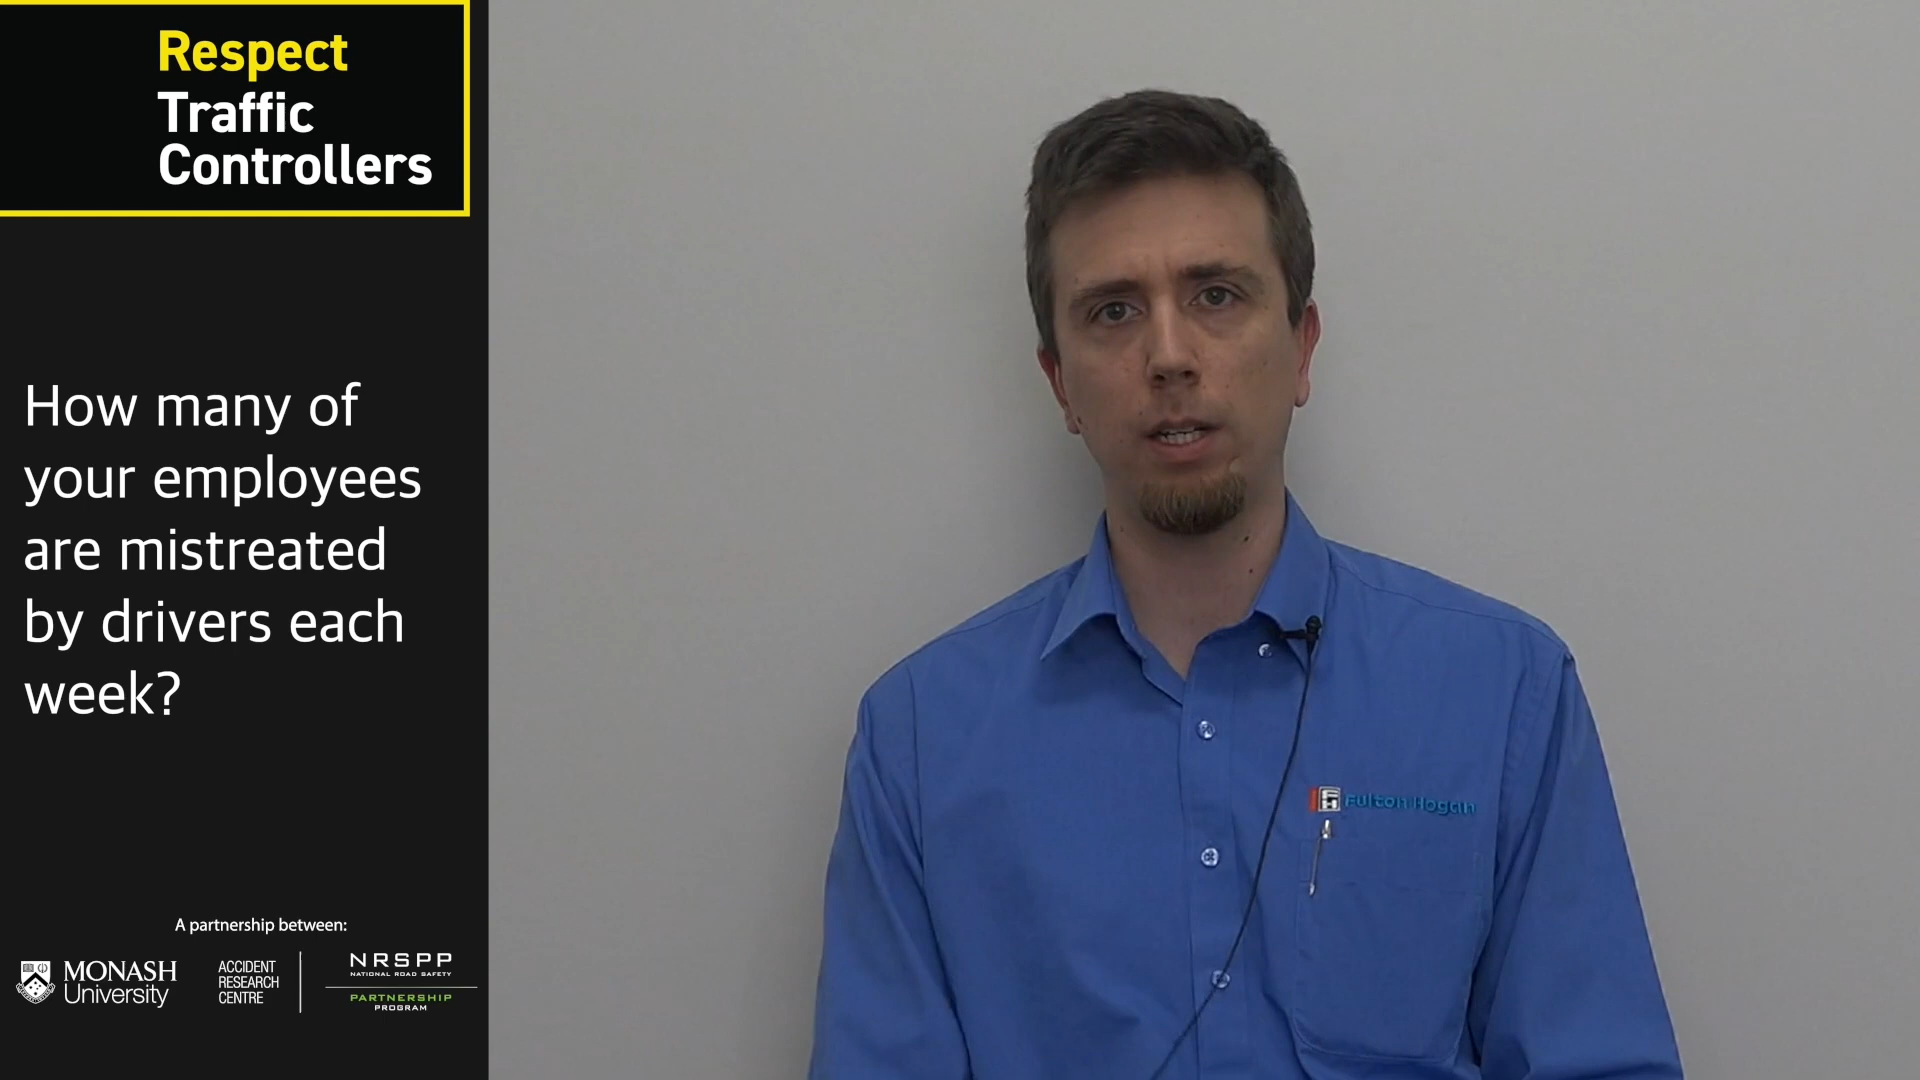 Respect
Traffic
Controllers
How many of
your employees
are mistreated
by drivers each
week?
A partnership between:
MONASH
University
ACCIDENT
RESEARCH
CENTRE
NRSPP
NATIONAL ROAD SAFETY
PARTNERSHIP
PROGRAM
Fulton Hogan